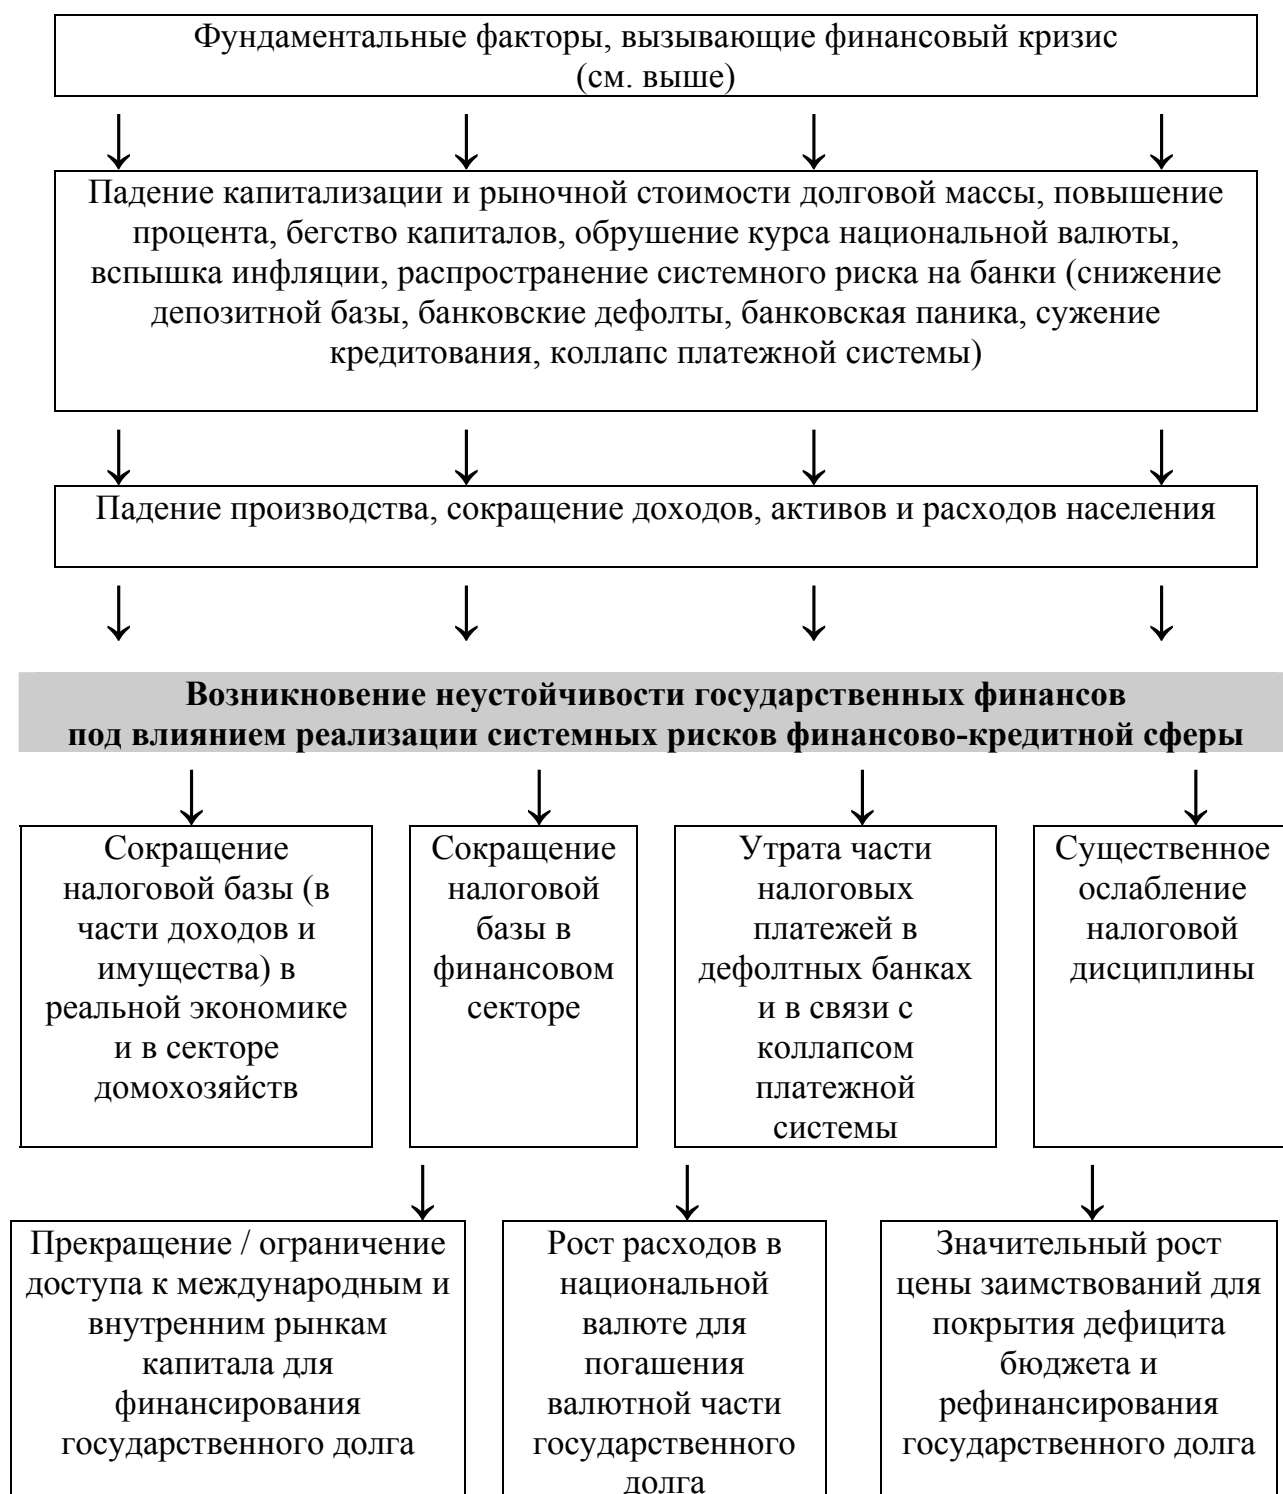 Фундаментальные факторы, вызывающие финансовый кризис
(см. выше)
Падение капитализации и рыночной стоимости долговой массы, повышение
процента, бегство капиталов, обрушение курса национальной валюты,
вспышка инфляции, распространение системного риска на банки (снижение
депозитной базы, банковские дефолты, банковская паника, сужение
кредитования, коллапс платежной системы)
Падение производства, сокращение доходов, активов и расходов населения
Возникновение неустойчивости государственных финансов
под влиянием реализации системных рисков финансово-кредитной сферы
Сокращение
налоговой базы (в
части доходов и
имущества) в
реальной экономике
и в секторе
домохозяйств
Сокращение
налоговой
базы в
финансовом
секторе
Утрата части
налоговых
платежей в
дефолтных банках
и в связи с
коллапсом
платежной
системы
Существенное
ослабление
налоговой
дисциплины
Прекращение / ограничение
доступа к международным и
внутренним рынкам
капитала для
финансирования
государственного долга
Рост расходов в
национальной
валюте для
погашения
валютной части
государственного
долга
Значительный рост
цены заимствований для
покрытия дефицита
бюджета и
рефинансирования
государственного долга